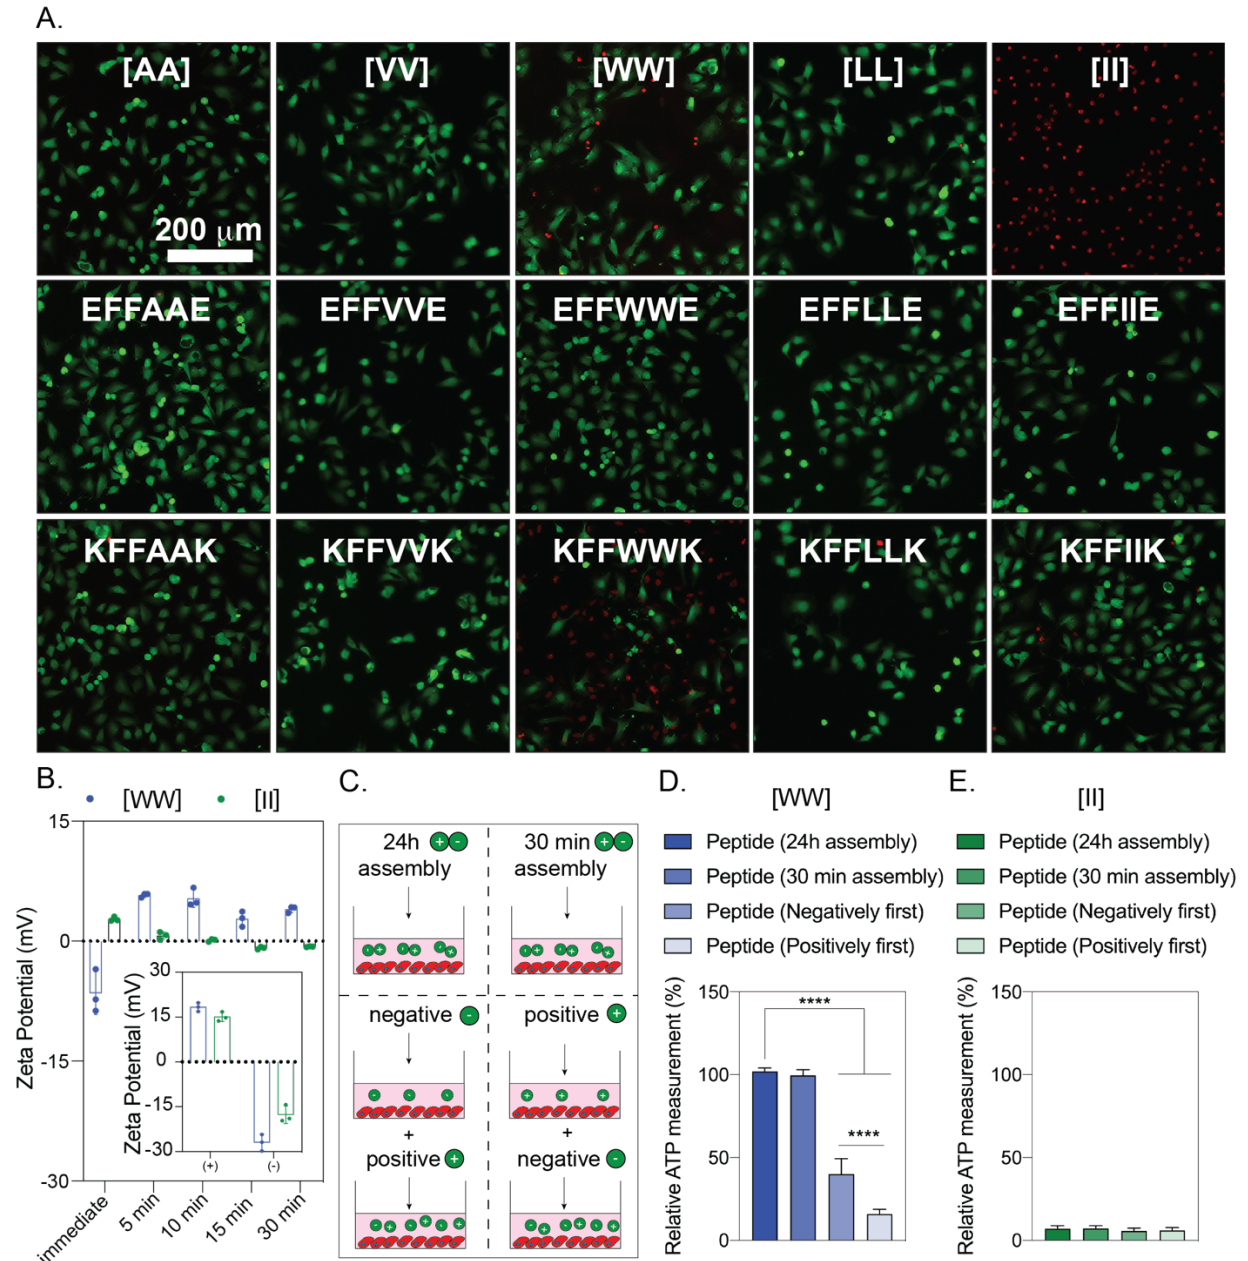 A.
[AA] [VV] [WW] [LL] [II]
200 μm
EFFAAE EFFVVE EFFWWE EFFLLE EFFIIE
KFFAAK KFFVVK KFFWWK KFFLLK KFFIIK
B.
[WW] [II]
Zeta Potential (mV)
15
0
-15
-30
Zeta Potential (mV)
30
15
0
-15
-30
(+) (-)
immediate 5 min 10 min 15 min 30 min
C.
24h + -
assembly
30 min + -
assembly
negative -
+
positive +
positive +
+
negative -
D.
[WW]
Peptide (24h assembly)
Peptide (30 min assembly)
Peptide (Negatively first)
Peptide (Positively first)
Relative ATP measurement (%)
150
100
50
0
****
****
E.
[II]
Peptide (24h assembly)
Peptide (30 min assembly)
Peptide (Negatively first)
Peptide (Positively first)
Relative ATP measurement (%)
150
100
50
0